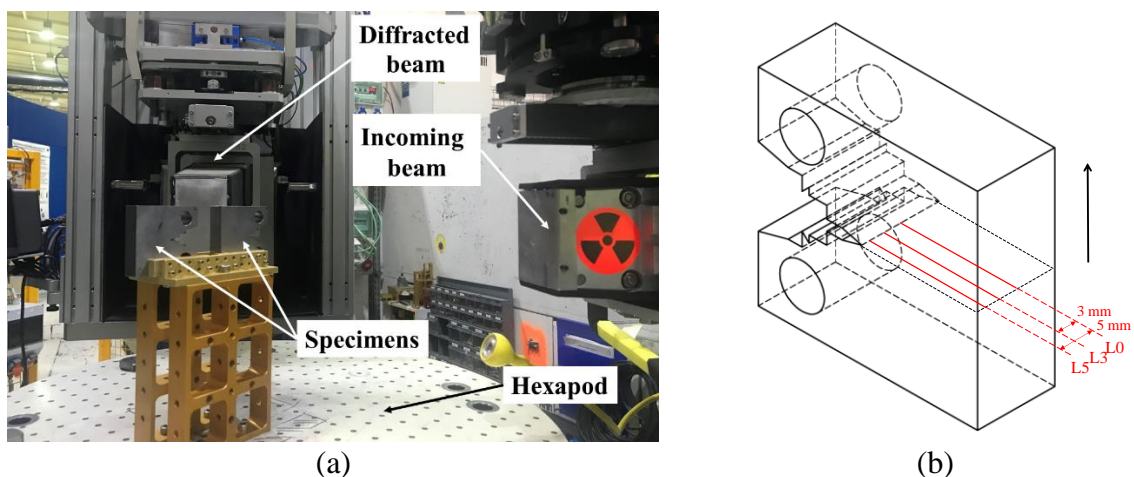 Diffracted
beam
Incoming
beam
Specimens
Hexapod
3 mm
5 mm
L0
L3
L5
(a)
(b)